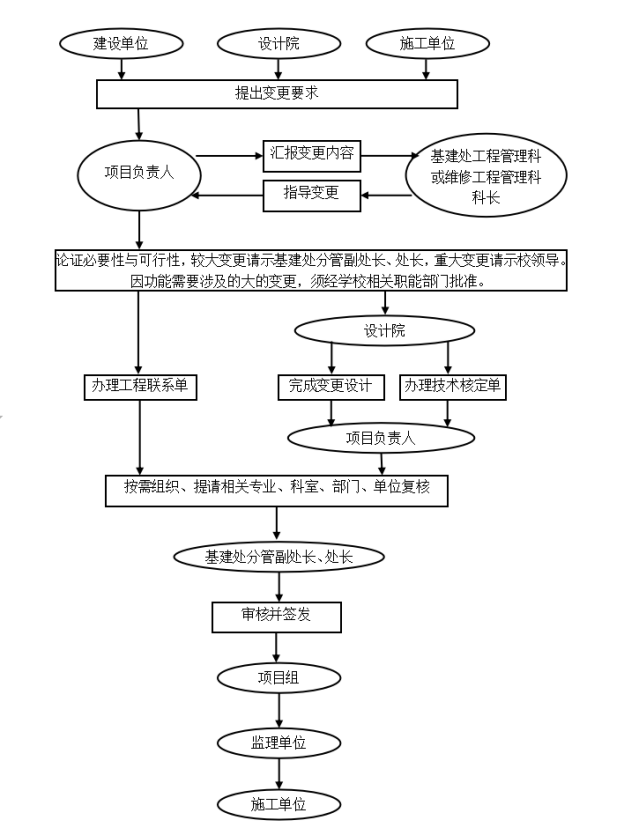 建设单位
设计院
施工单位
提出变更要求
项目负责人
汇报变更内容
指导变更
基建处工程管理科
或维修工程管理科
科长
论证必要性与可行性，较大变更请示基建处分管副处长、处长，重大变更请示校领导。
因功能需要涉及的大的变更，须经学校相关职能部门批准。
设计院
办理工程联系单
完成变更设计
办理技术核定单
项目负责人
按需组织、提请相关专业、科室、部门、单位复核
基建处分管副处长、处长
审核并签发
项目组
监理单位
施工单位